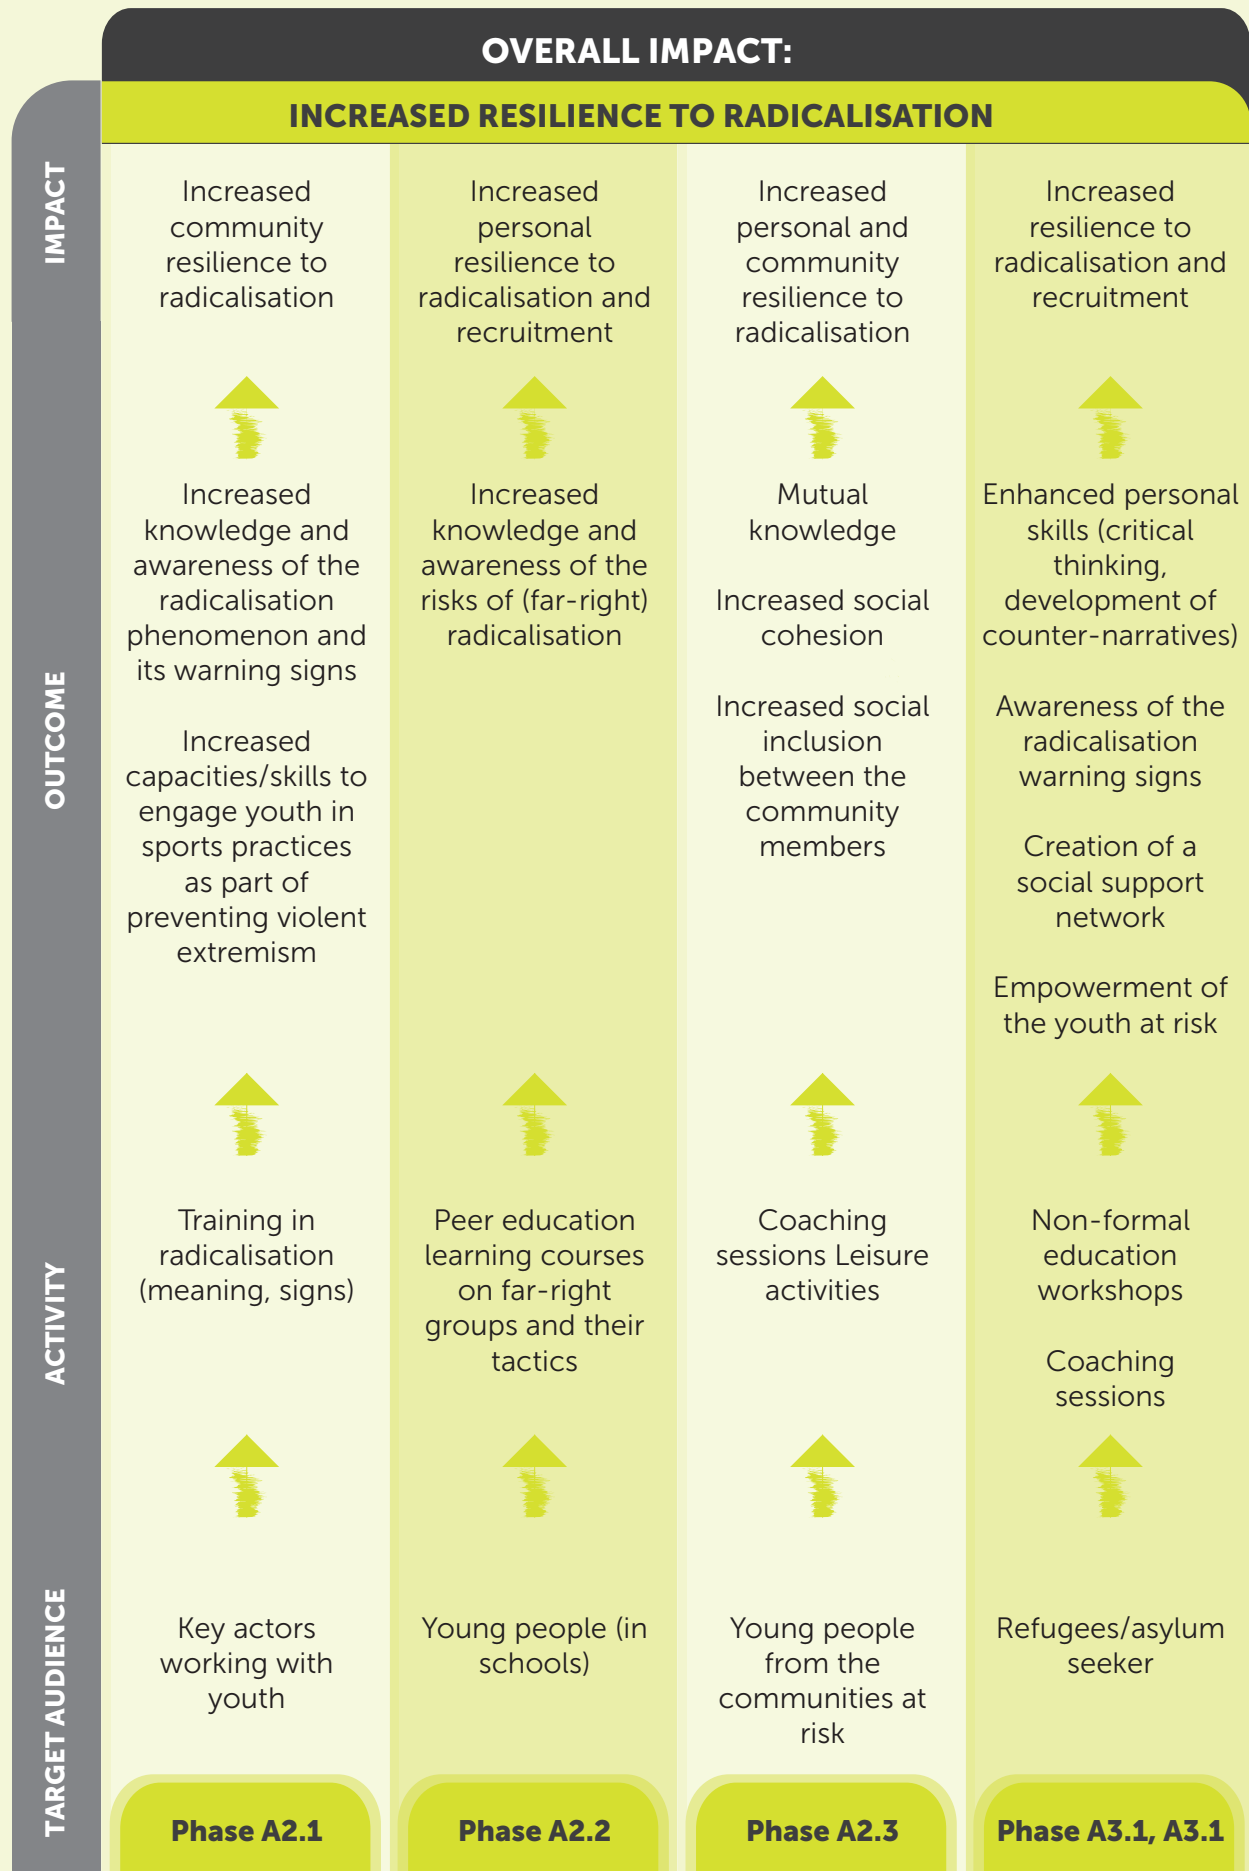 OVERALL IMPACT:
INCREASED RESILIENCE TO RADICALISATION
IMPACT
Increased
community
resilience to
radicalisation
Increased
personal
resilience to
radicalisation and
recruitment
Increased
personal and
community
resilience to
radicalisation
Increased
resilience to
radicalisation and
recruitment
OUTCOME
Increased
knowledge and
awareness of the
radicalisation
phenomenon and
its warning signs
Increased
capacities/skills to
engage youth in
sports practices
as part of
preventing violent
extremism
Increased
knowledge and
awareness of the
risks of (far-right)
radicalisation
Mutual
knowledge
Increased social
cohesion
Increased social
inclusion
between the
community
members
Enhanced personal
skills (critical
thinking,
development of
counter-narratives)
Awareness of the
radicalisation
warning signs
Creation of a
social support
network
Empowerment of
the youth at risk
ACTIVITY
Training in
radicalisation
(meaning, signs)
Peer education
learning courses
on far-right
groups and their
tactics
Coaching
sessions Leisure
activities
Non-formal
education
workshops
Coaching
sessions
TARGET AUDIENCE
Key actors
working with
youth
Young people (in
schools)
Young people
from the
communities at
risk
Refugees/asylum
seeker
Phase A2.1
Phase A2.2
Phase A2.3
Phase A3.1, A3.1